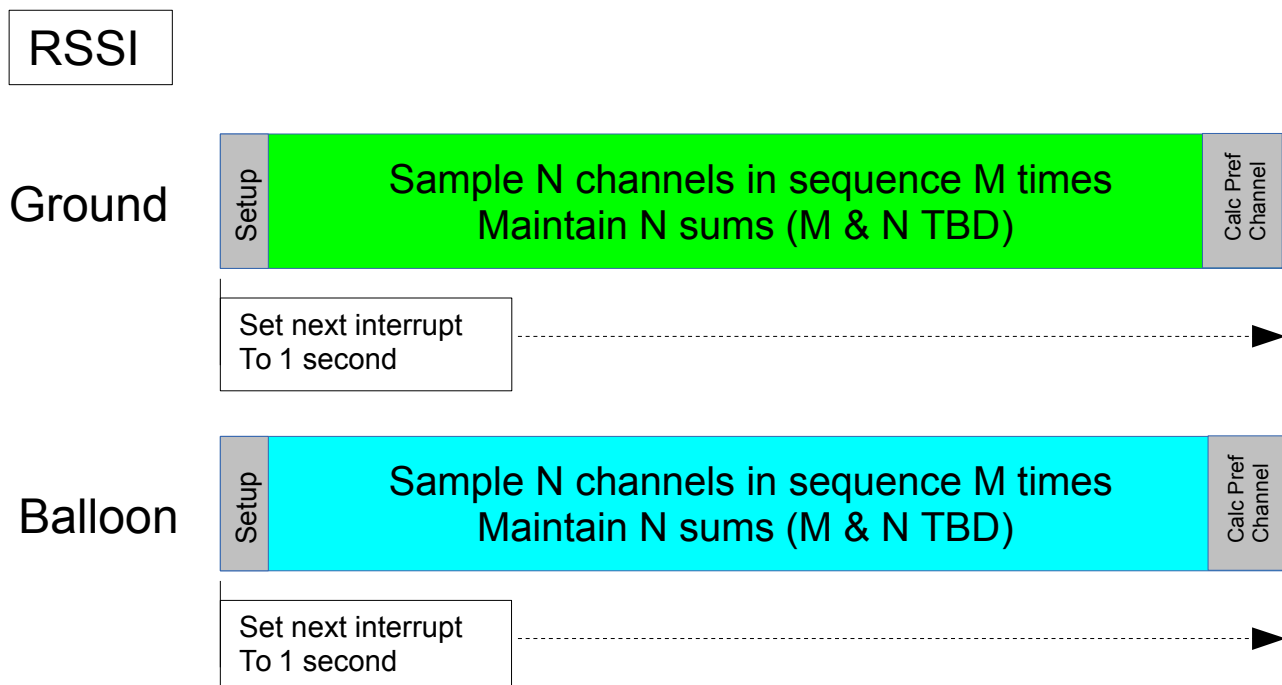 RSSI
Ground
Setup
Sample N channels in sequence M times
Maintain N sums (M & N TBD)
Calc Pref
Channel
Set next interrupt
To 1 second
Balloon
Setup
Sample N channels in sequence M times
Maintain N sums (M & N TBD)
Calc Pref
Channel
Set next interrupt
To 1 second